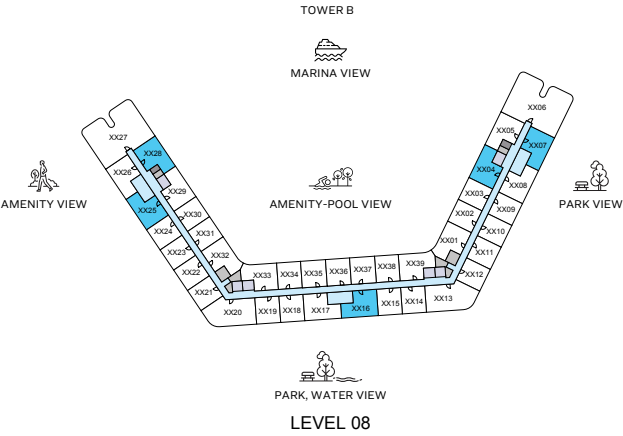 TOWER B
MARINA VIEW
XX06
XX27
XX05
XX28
XX07
XX26
XX04
XX29
XX08
AMENITY VIEW
AMENITY-POOL VIEW
PARK VIEW
XX03
XX25
XX09
XX30
XX02
XX24
XX31
XX10
XX01
XX23
XX32
XX11
XX39
XX38
XX37
XX36
XX35
XX34
XX33
XX22
XX12
XX21
XX13
XX14
XX15
XX16
XX17
XX18
XX19
XX20
PARK, WATER VIEW
LEVEL 08